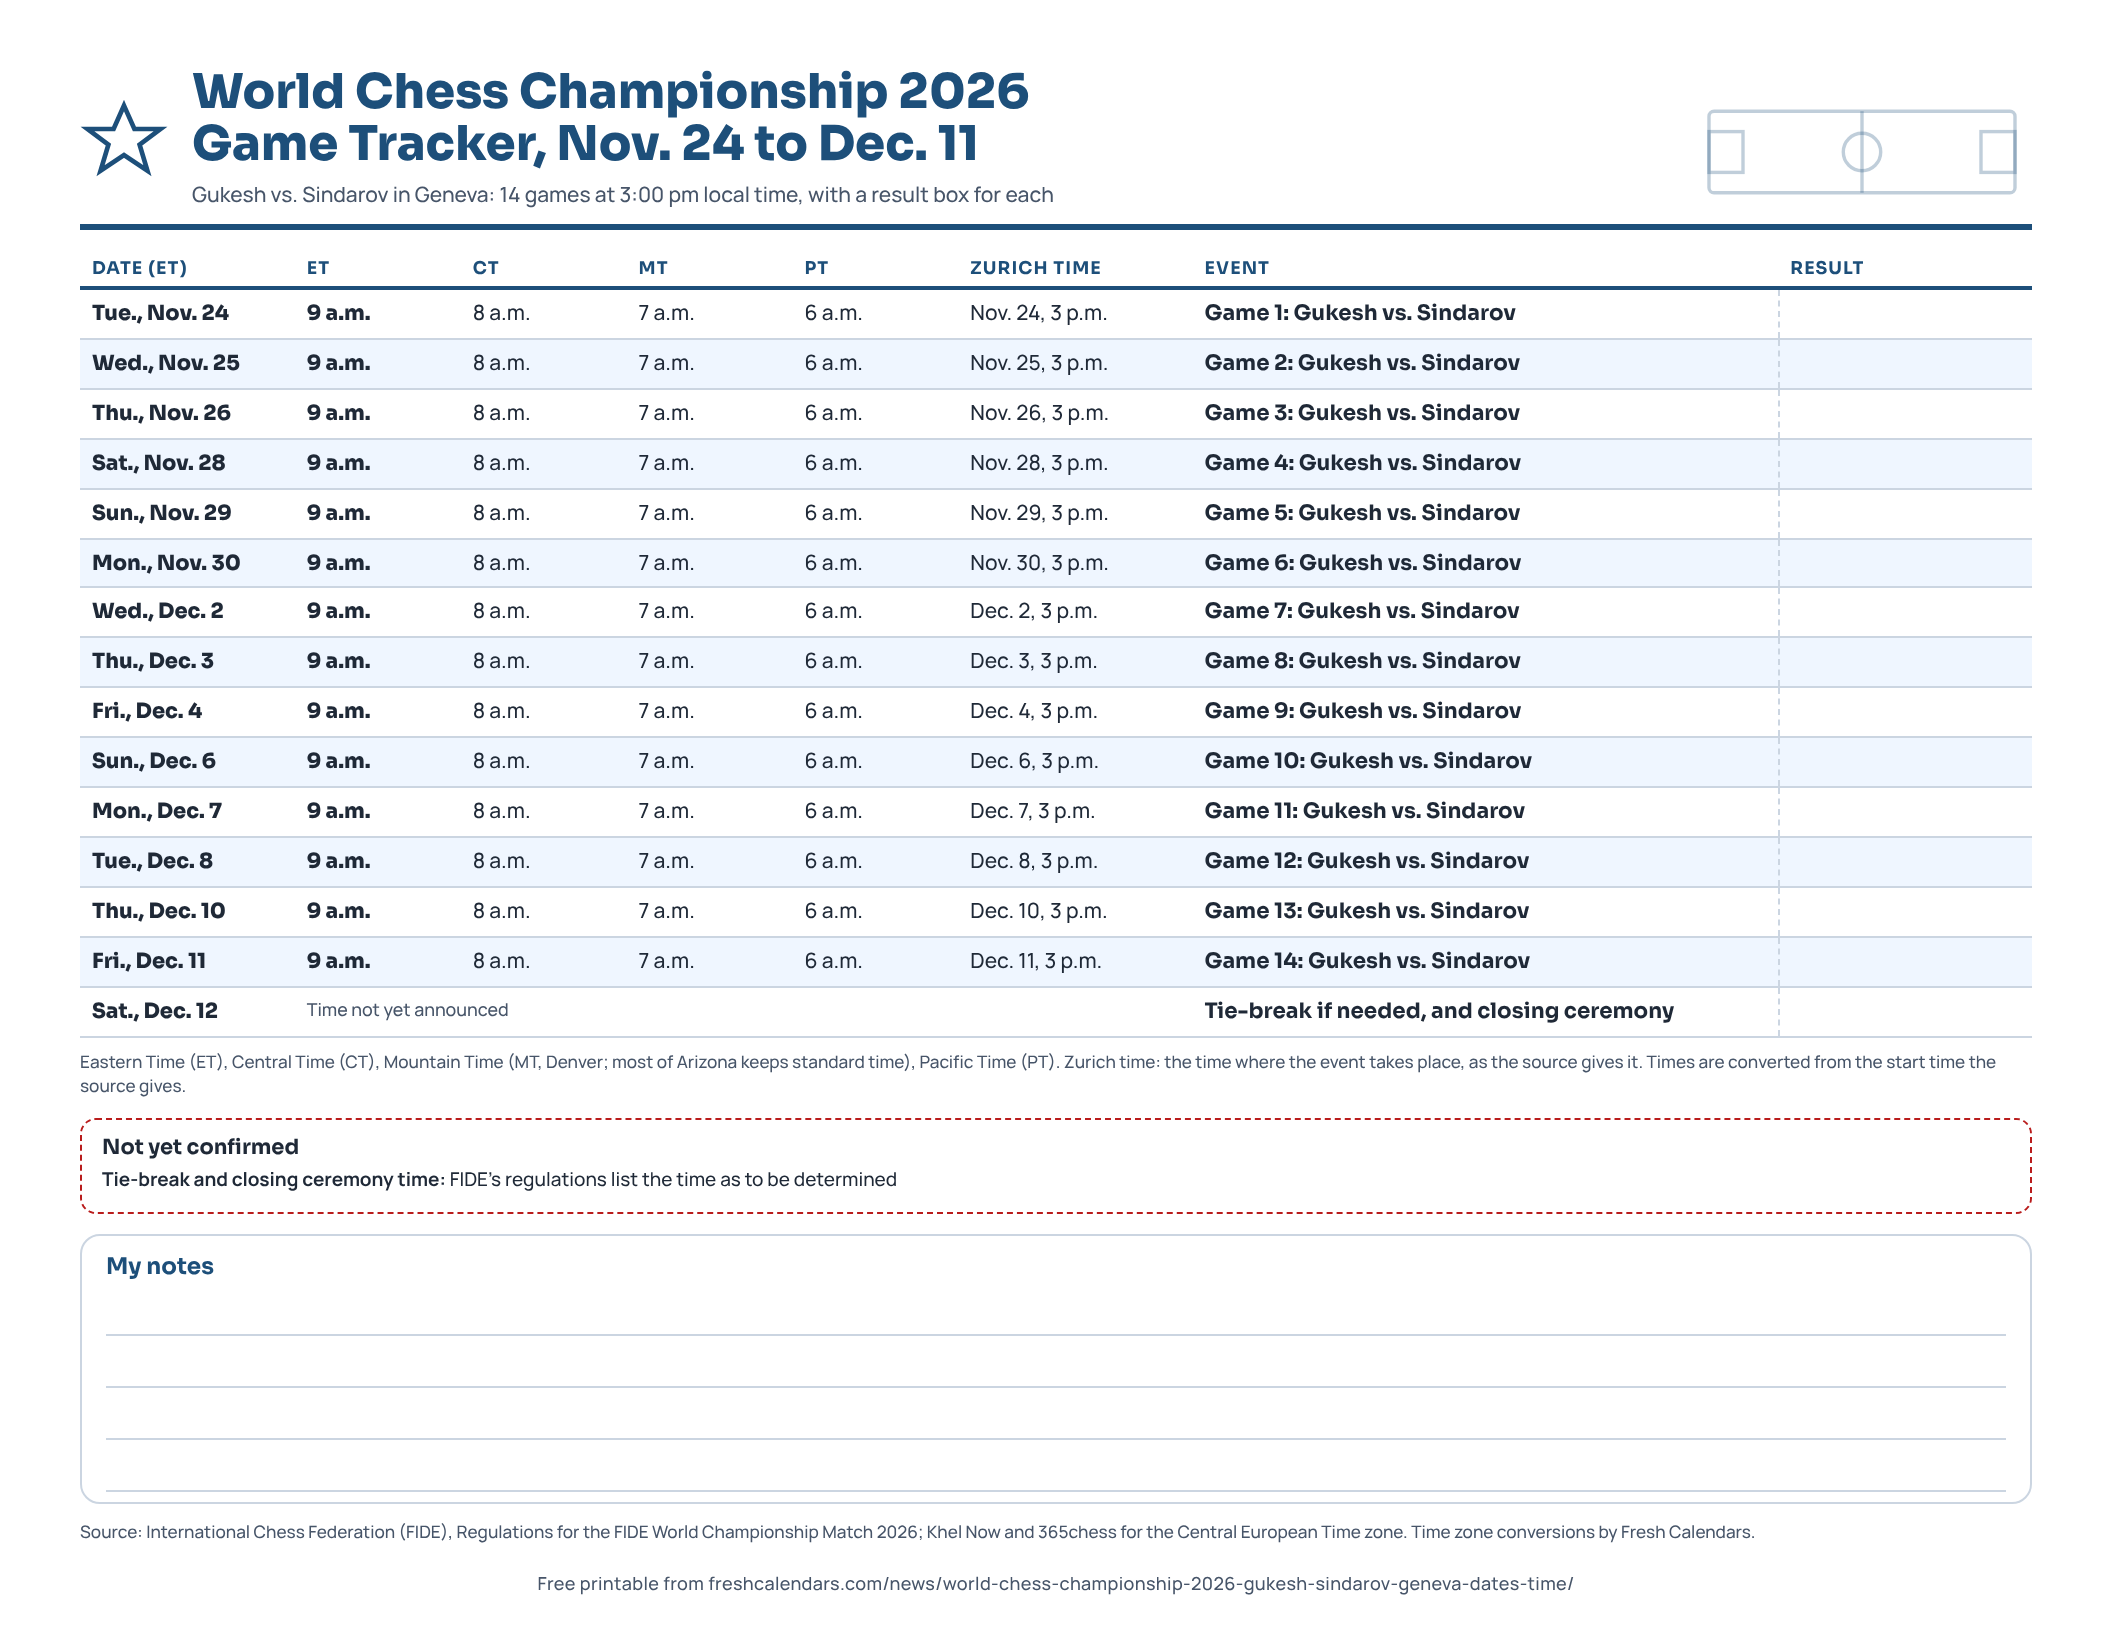 World Chess Championship 2026
Game Tracker, Nov. 24 to Dec. 11
Gukesh vs. Sindarov in Geneva: 14 games at 3:00 pm local time, with a result box for each
DATE (ET) ET CT MT PT ZURICH TIME EVENT RESULT
Tue., Nov. 24 9 a.m. 8 a.m. 7 a.m. 6 a.m. Nov. 24, 3 p.m. Game 1: Gukesh vs. Sindarov
Wed., Nov. 25 9 a.m. 8 a.m. 7 a.m. 6 a.m. Nov. 25, 3 p.m. Game 2: Gukesh vs. Sindarov
Thu., Nov. 26 9 a.m. 8 a.m. 7 a.m. 6 a.m. Nov. 26, 3 p.m. Game 3: Gukesh vs. Sindarov
Sat., Nov. 28 9 a.m. 8 a.m. 7 a.m. 6 a.m. Nov. 28, 3 p.m. Game 4: Gukesh vs. Sindarov
Sun., Nov. 29 9 a.m. 8 a.m. 7 a.m. 6 a.m. Nov. 29, 3 p.m. Game 5: Gukesh vs. Sindarov
Mon., Nov. 30 9 a.m. 8 a.m. 7 a.m. 6 a.m. Nov. 30, 3 p.m. Game 6: Gukesh vs. Sindarov
Wed., Dec. 2 9 a.m. 8 a.m. 7 a.m. 6 a.m. Dec. 2, 3 p.m. Game 7: Gukesh vs. Sindarov
Thu., Dec. 3 9 a.m. 8 a.m. 7 a.m. 6 a.m. Dec. 3, 3 p.m. Game 8: Gukesh vs. Sindarov
Fri., Dec. 4 9 a.m. 8 a.m. 7 a.m. 6 a.m. Dec. 4, 3 p.m. Game 9: Gukesh vs. Sindarov
Sun., Dec. 6 9 a.m. 8 a.m. 7 a.m. 6 a.m. Dec. 6, 3 p.m. Game 10: Gukesh vs. Sindarov
Mon., Dec. 7 9 a.m. 8 a.m. 7 a.m. 6 a.m. Dec. 7, 3 p.m. Game 11: Gukesh vs. Sindarov
Tue., Dec. 8 9 a.m. 8 a.m. 7 a.m. 6 a.m. Dec. 8, 3 p.m. Game 12: Gukesh vs. Sindarov
Thu., Dec. 10 9 a.m. 8 a.m. 7 a.m. 6 a.m. Dec. 10, 3 p.m. Game 13: Gukesh vs. Sindarov
Fri., Dec. 11 9 a.m. 8 a.m. 7 a.m. 6 a.m. Dec. 11, 3 p.m. Game 14: Gukesh vs. Sindarov
Sat., Dec. 12 Time not yet announced Tie-break if needed, and closing ceremony
Eastern Time (ET), Central Time (CT), Mountain Time (MT, Denver; most of Arizona keeps standard time), Pacific Time (PT). Zurich time: the time where the event takes place, as the source gives it. Times are converted from the start time the
source gives.
Not yet confirmed
Tie-break and closing ceremony time: FIDE's regulations list the time as to be determined
My notes
Source: International Chess Federation (FIDE), Regulations for the FIDE World Championship Match 2026; Khel Now and 365chess for the Central European Time zone. Time zone conversions by Fresh Calendars.
Free printable from freshcalendars.com/news/world-chess-championship-2026-gukesh-sindarov-geneva-dates-time/